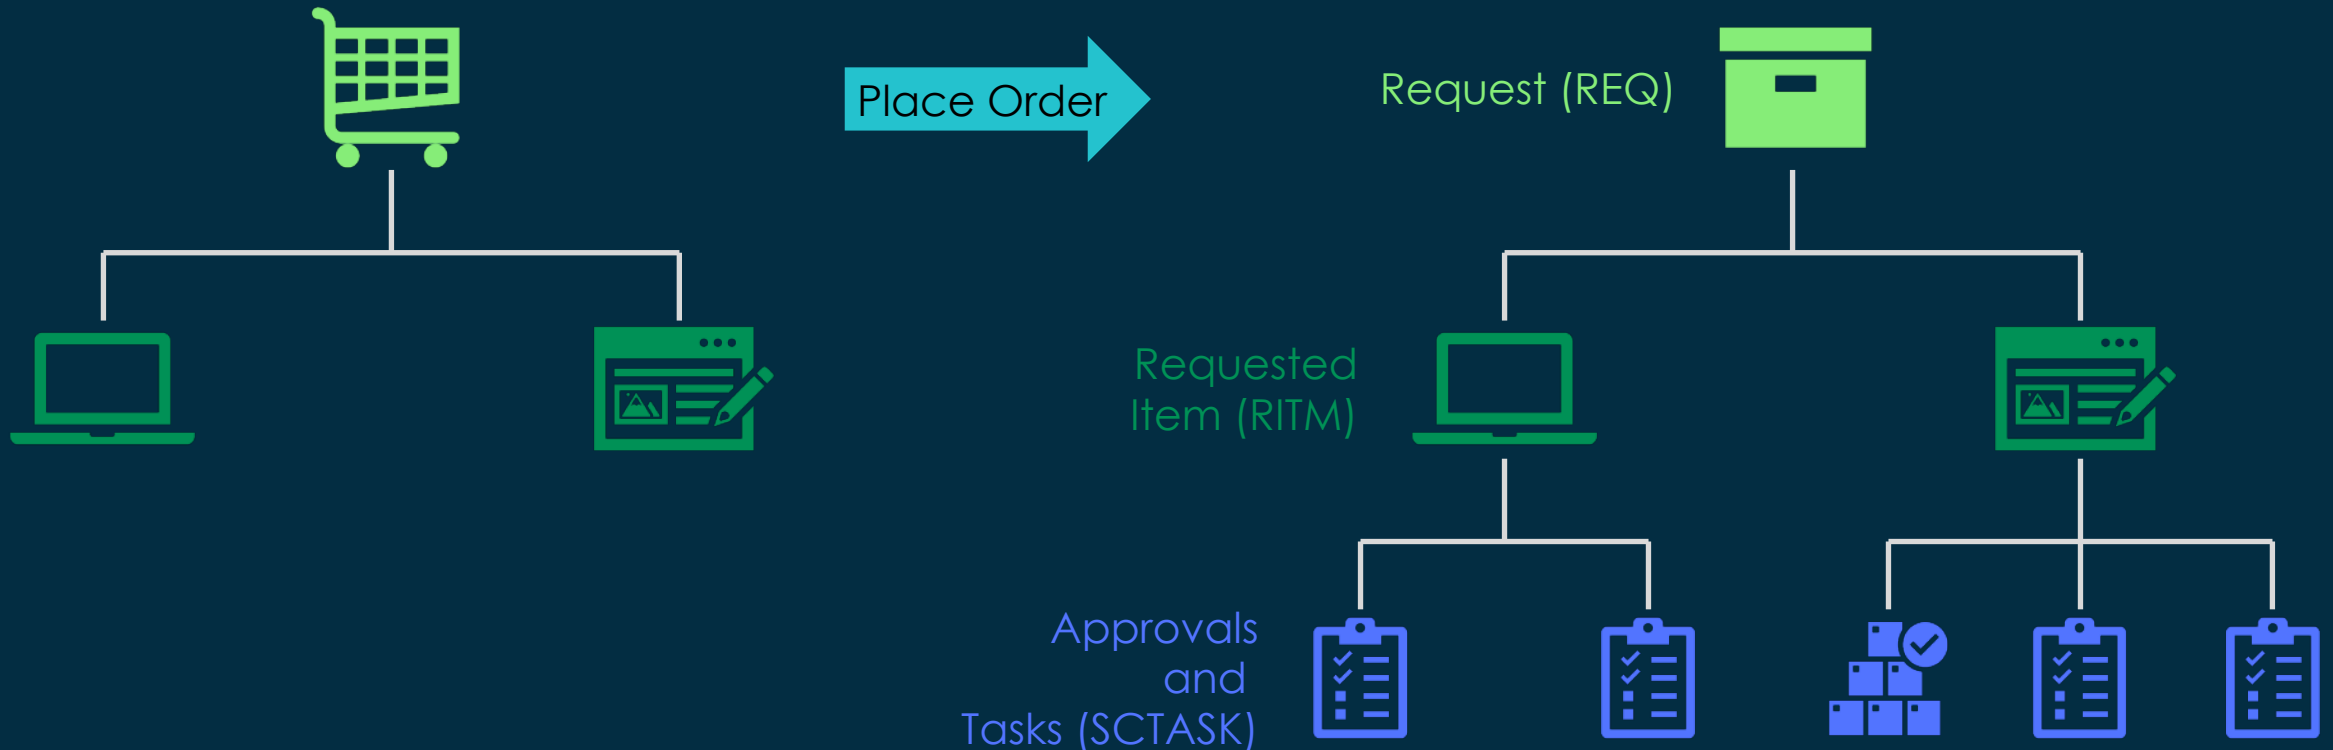 Place Order
Request (REQ)
Requested
Item (RITM)
Approvals
and
Tasks (SCTASK)